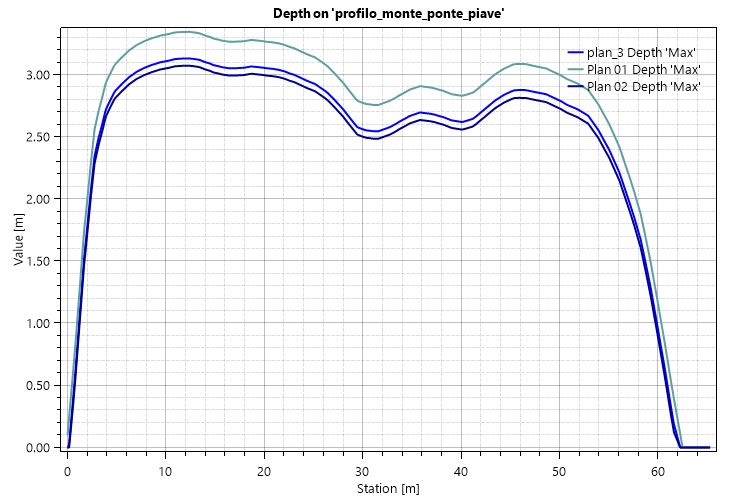 Depth on 'profilo_monte_ponte_piave'
plan_3 Depth 'Max'
Plan 01 Depth 'Max'
Plan 02 Depth 'Max'
Value [m]
3.00
2.50
2.00
1.50
1.00
0.50
0.00
0 10 20 30 40 50 60
Station [m]